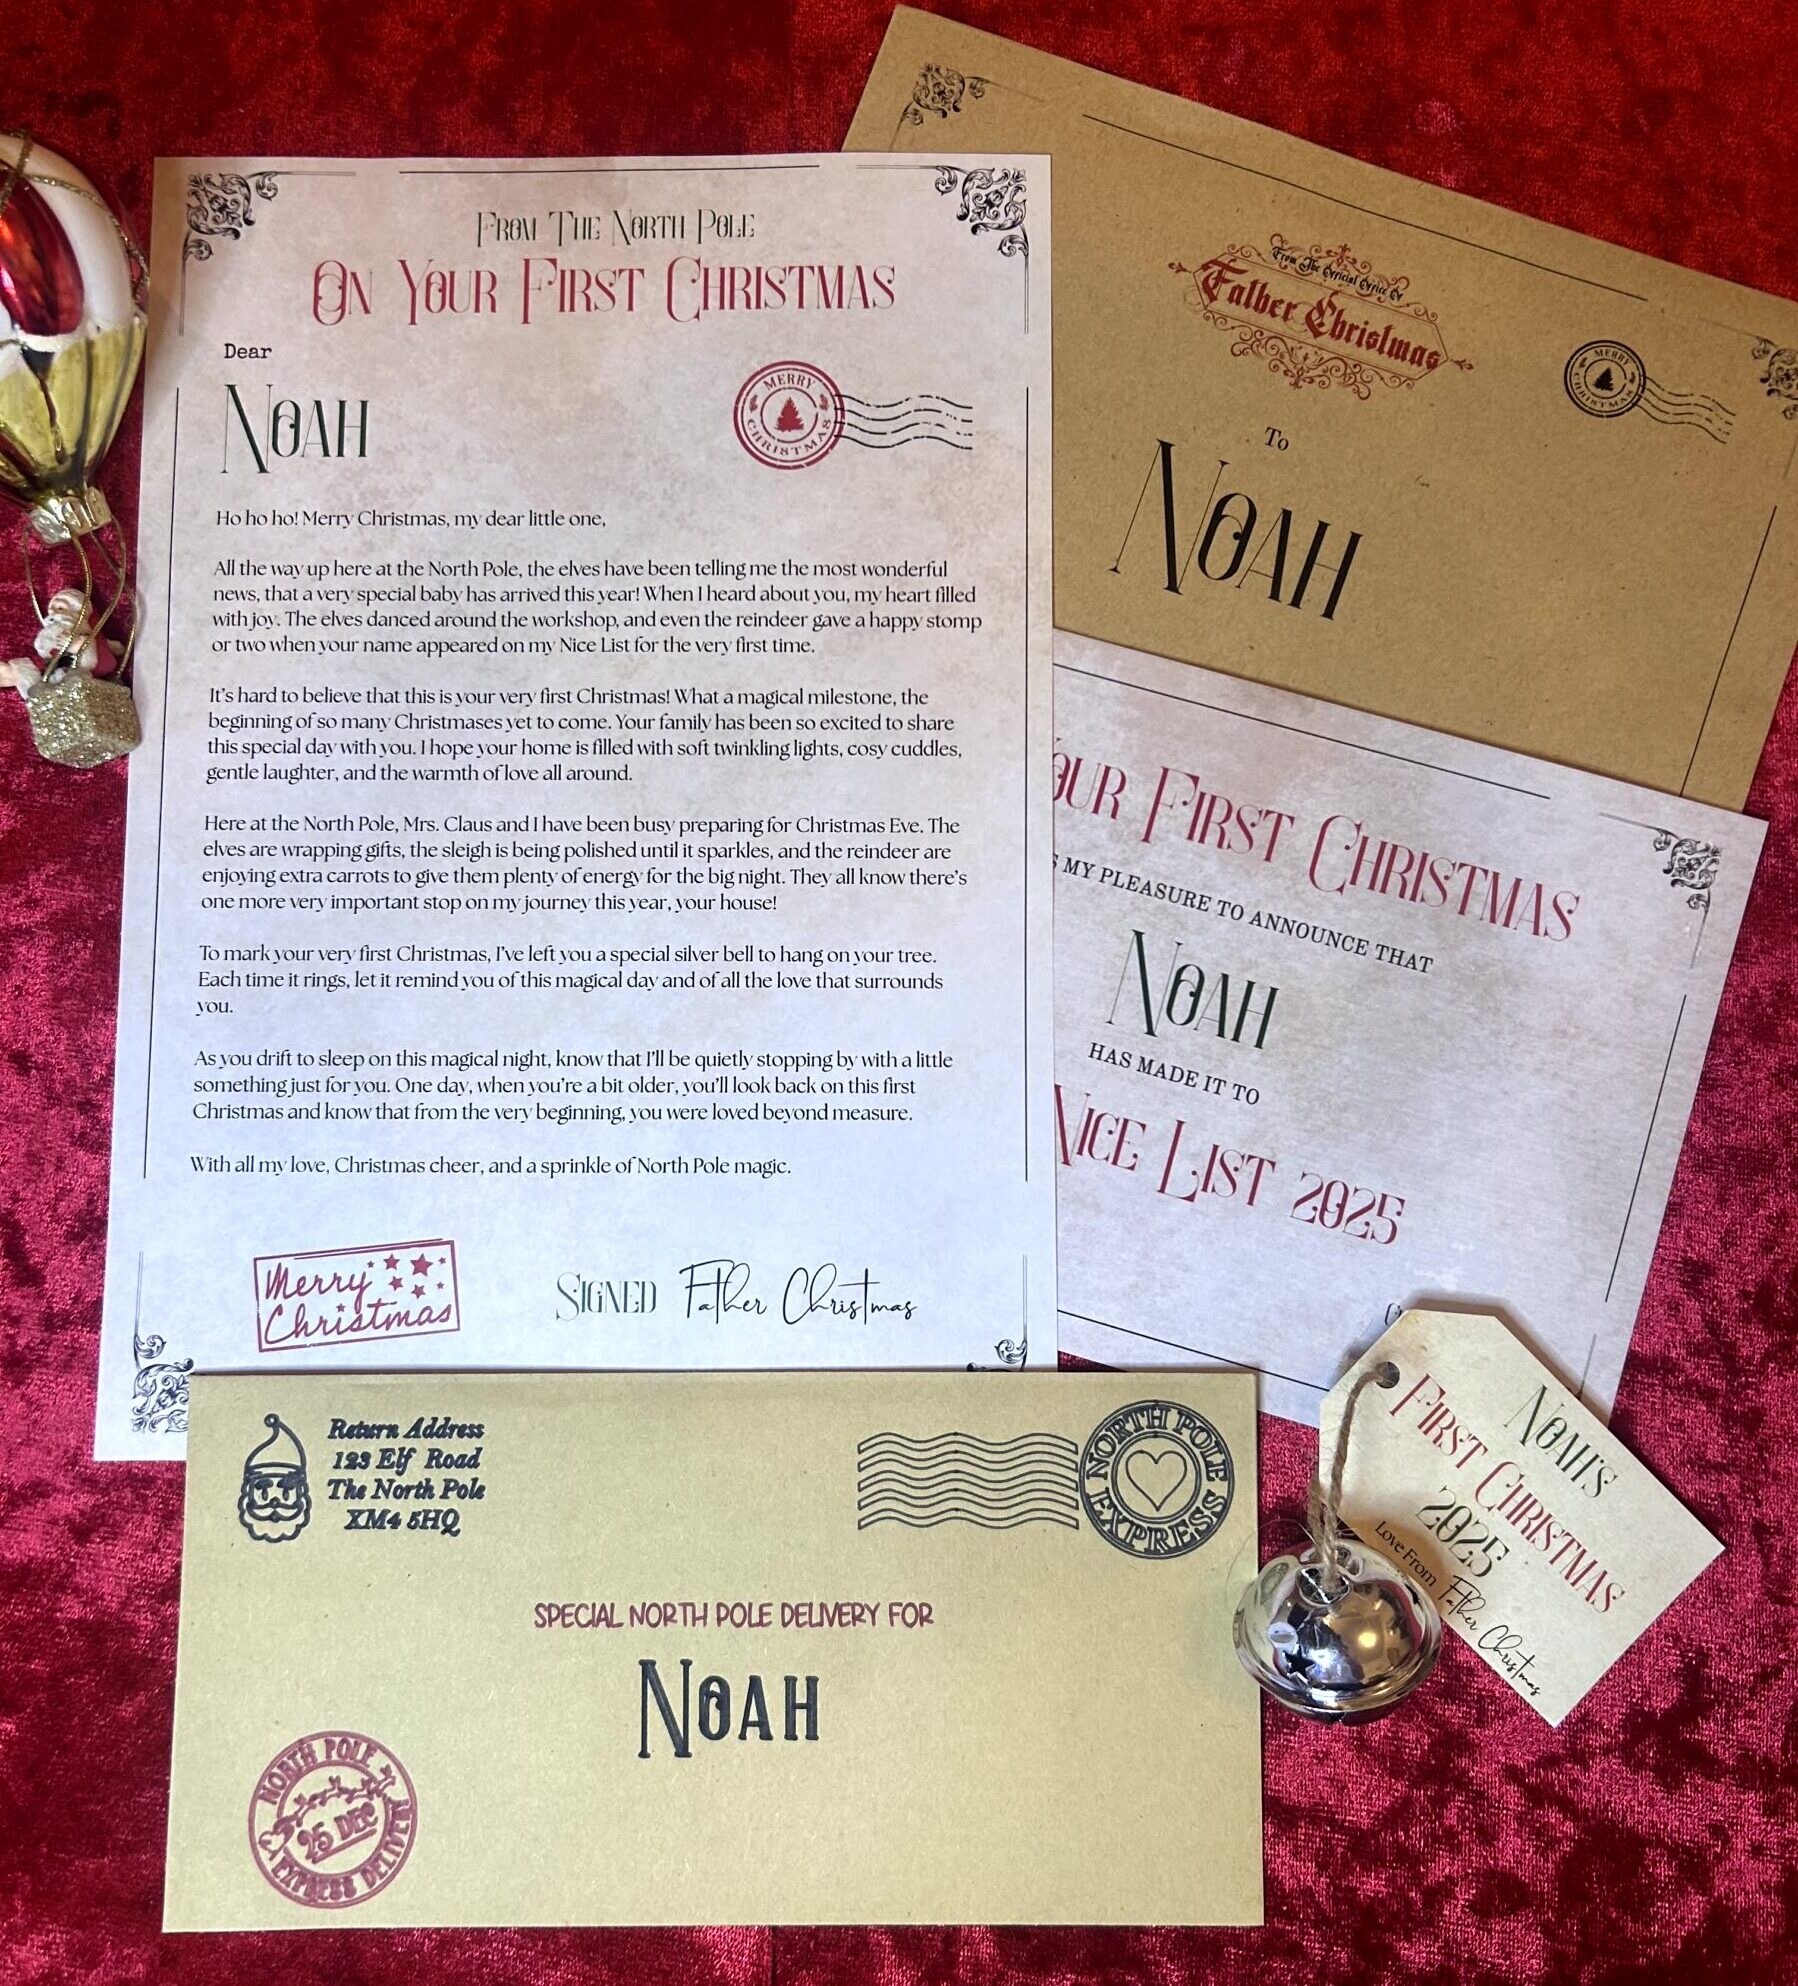 From The North Pole
On Your First Christmas
Dear
Noah
MERRY CHRISTMAS
Ho ho ho! Merry Christmas, my dear little one,
All the way up here at the North Pole, the elves have been telling me the most wonderful
news, that a very special baby has arrived this year! When I heard about you, my heart filled
with joy. The elves danced around the workshop, and even the reindeer gave a happy stomp
or two when your name appeared on my Nice List for the very first time.
It's hard to believe that this is your very first Christmas! What a magical milestone, the
beginning of so many Christmases yet to come. Your family has been so excited to share
this special day with you. I hope your home is filled with soft twinkling lights, cosy cuddles,
gentle laughter, and the warmth of love all around.
Here at the North Pole, Mrs. Claus and I have been busy preparing for Christmas Eve. The
elves are wrapping gifts, the sleigh is being polished until it sparkles, and the reindeer are
enjoying extra carrots to give them plenty of energy for the big night. They all know there's
one more very important stop on my journey this year, your house!
To mark your very first Christmas, I've left you a special silver bell to hang on your tree.
Each time it rings, let it remind you of this magical day and of all the love that surrounds
you.
As you drift to sleep on this magical night, know that I'll be quietly stopping by with a little
something just for you. One day, when you're a bit older, you'll look back on this first
Christmas and know that from the very beginning, you were loved beyond measure.
With all my love, Christmas cheer, and a sprinkle of North Pole magic.
Merry
Christmas
Signed Father Christmas
From The Official Office Of
Father Christmas
MERRY CHRISTMAS
To
Noah
our First Christmas
s MY PLEASURE TO ANNOUNCE THAT
Noah
HAS MADE IT TO
Nice List 2025
Return Address
123 Elf Road
The North Pole
XM4 5HQ
NORTH POLE EXPRESS
SPECIAL NORTH POLE DELIVERY FOR
Noah
NORTH POLE
25 DEC
EXPRESS DELIVERY
Noah's
First Christmas
2025
Love From
Father Christmas